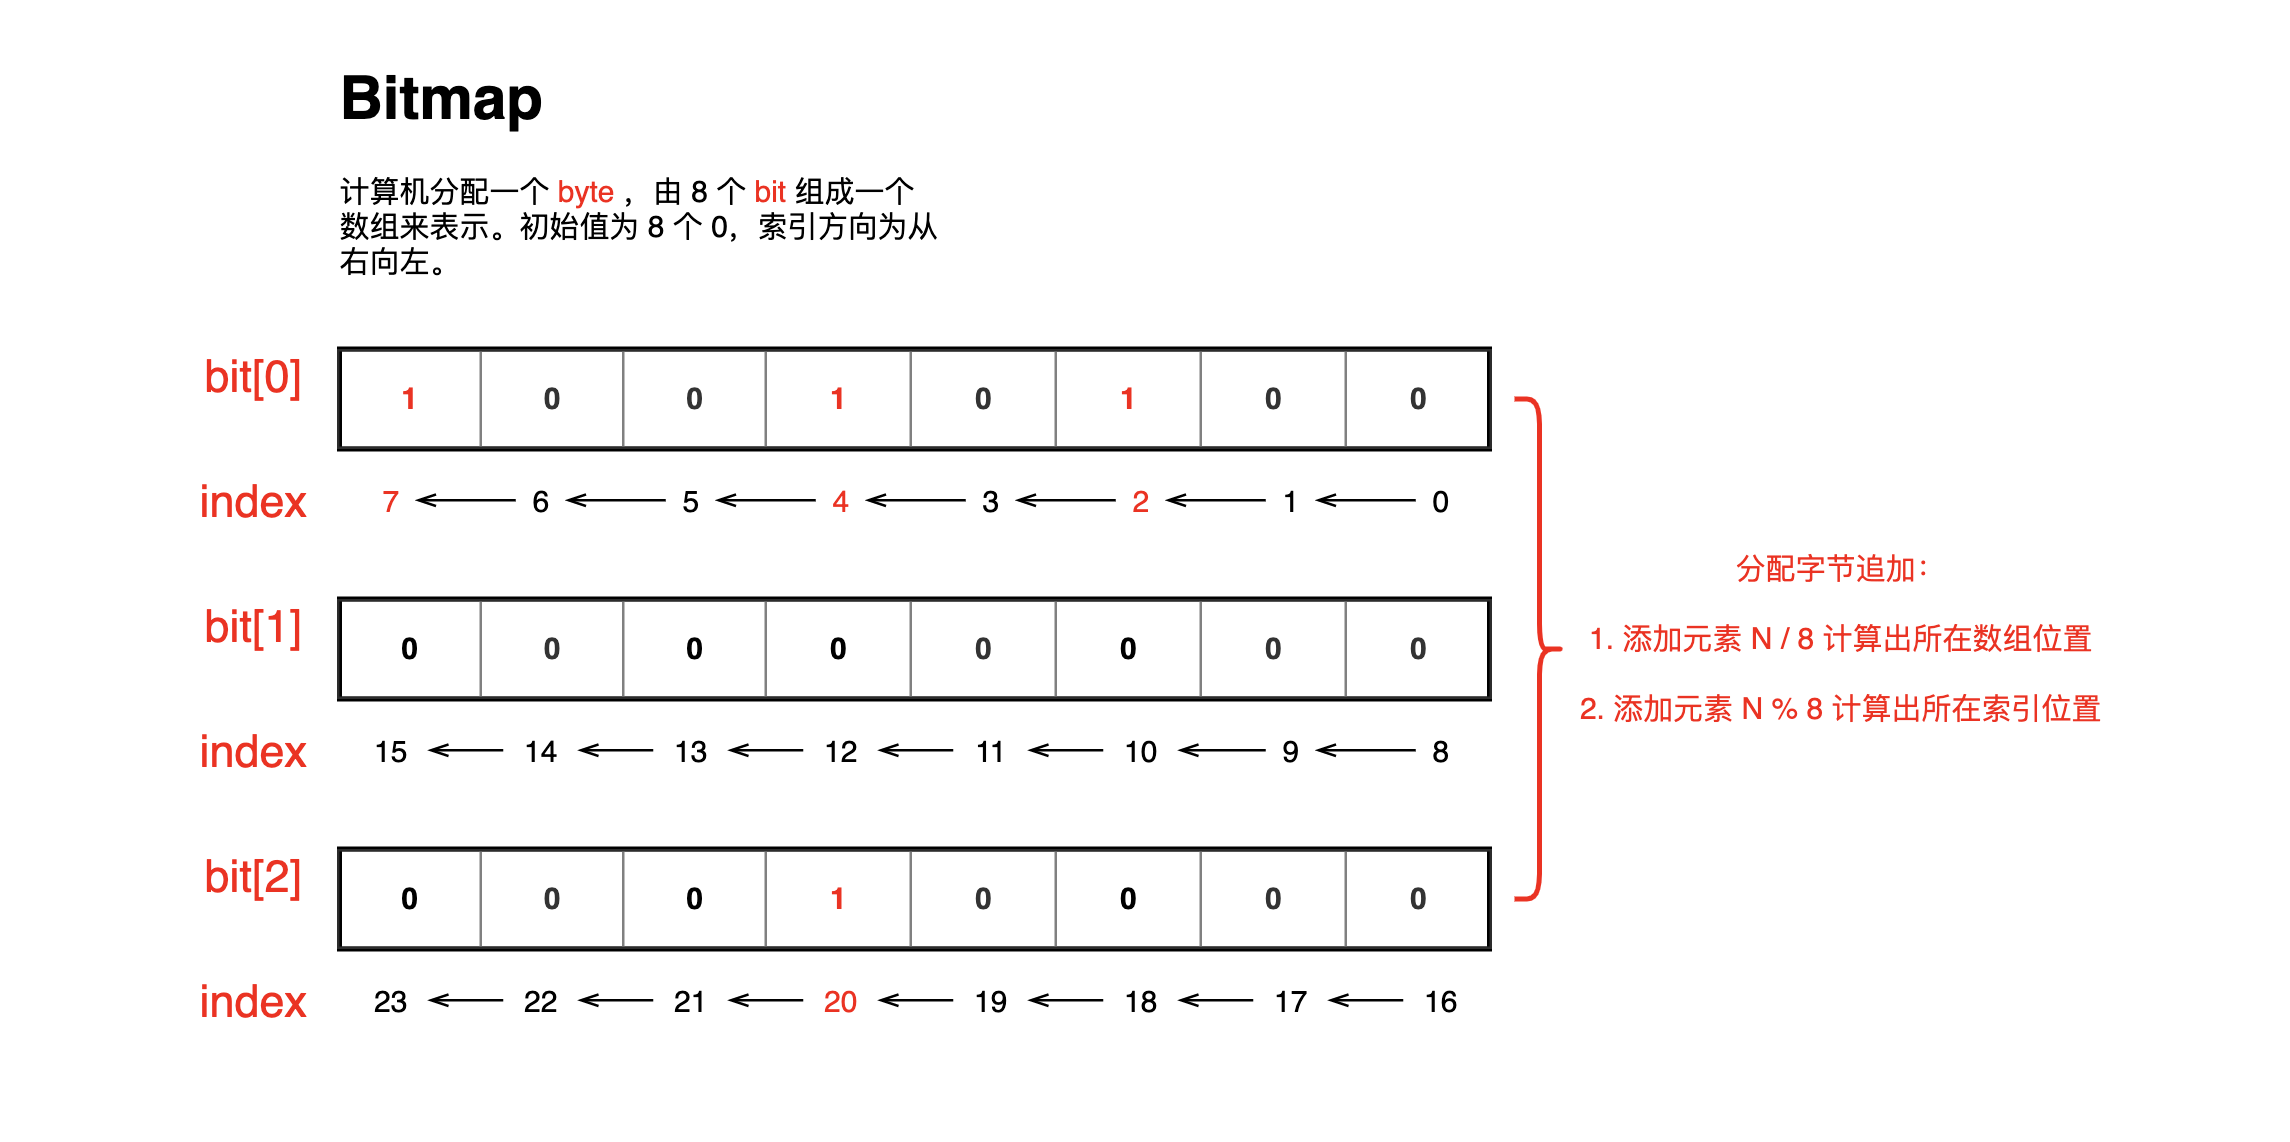 Bitmap
计算机分配一个 byte ，由 8 个 bit 组成一个
数组来表示。初始值为 8 个 0，索引方向为从
右向左。
bit[0] 1 0 0 1 0 1 0 0
index 7 6 5 4 3 2 1 0
bit[1] 0 0 0 0 0 0 0 0
index 15 14 13 12 11 10 9 8
bit[2] 0 0 0 1 0 0 0 0
index 23 22 21 20 19 18 17 16
分配字节追加：
1. 添加元素 N / 8 计算出所在数组位置
2. 添加元素 N % 8 计算出所在索引位置